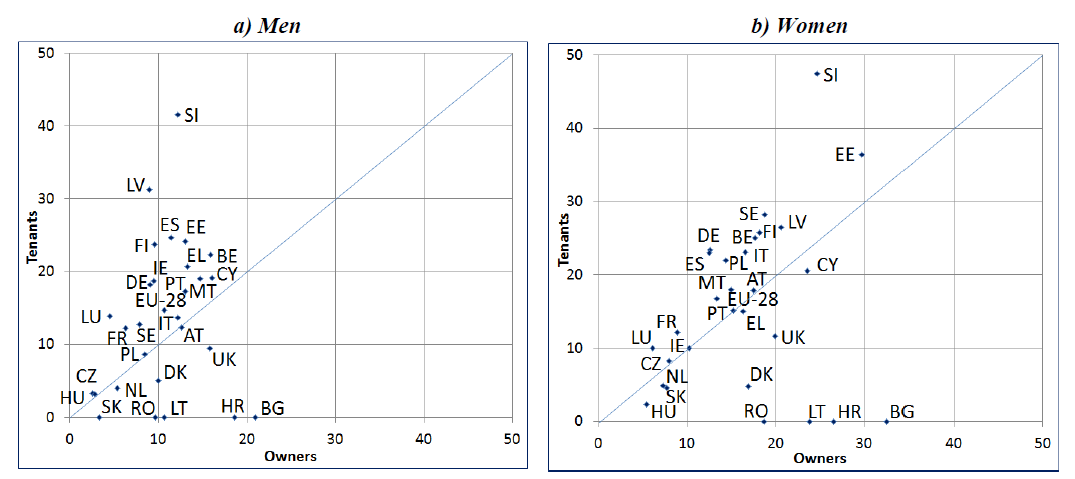 a) Men
50
SI
40
LV
30
ES EE
FI
EL BE
20
IE CY
DE PT MT
EU-28
LU IT
FR SE AT
10
PL UK
DK
CZ
HU NL
SK RO LT HR BG
0
0 10 20 30 40 50
Tenants
Owners
b) Women
50
SI
40
EE
30
SE LV
BE FI
DE
ES PL IT
20
CY
MT AT
EU-28
PT EL
FR
10
LU IE UK
CZ
NL DK
SK
HU RO LT HR BG
0
0 10 20 30 40 50
Tenants
Owners